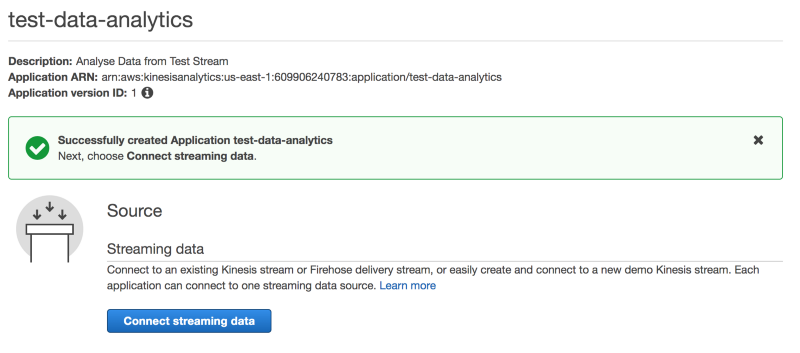 test-data-analytics
Description: Analyse Data from Test Stream
Application ARN: arn:aws:kinesisanalytics:us-east-1:609906240783:application/test-data-analytics
Application version ID: 1
Successfully created Application test-data-analytics
Next, choose Connect streaming data.
Source
Streaming data
Connect to an existing Kinesis stream or Firehose delivery stream, or easily create and connect to a new demo Kinesis stream. Each
application can connect to one streaming data source. Learn more
Connect streaming data